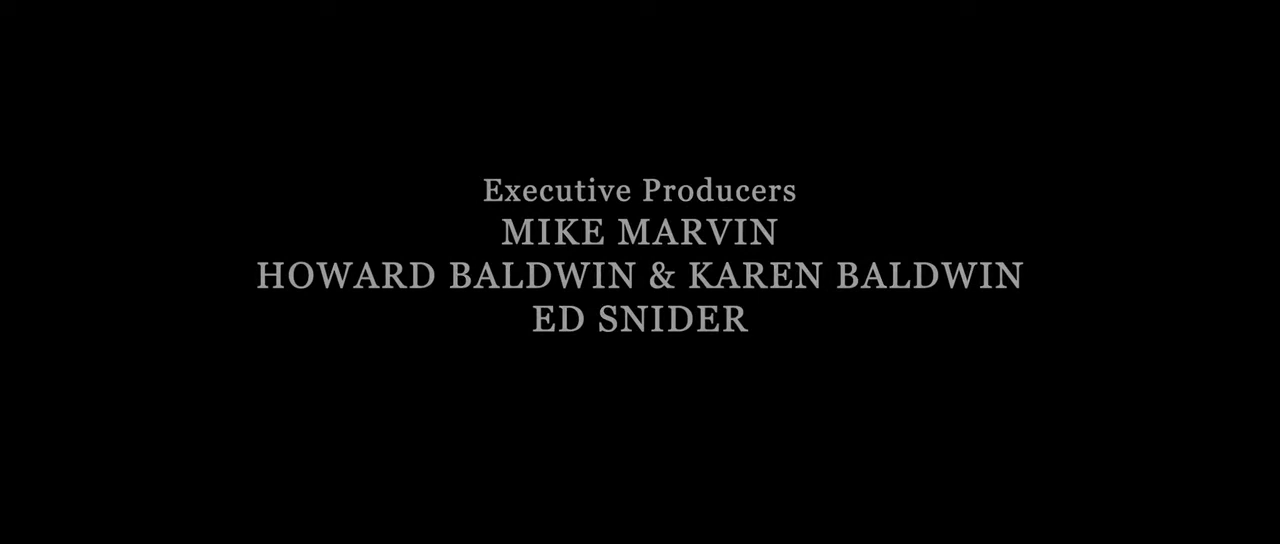 Executive Producers
MIKE MARVIN
HOWARD BALDWIN & KAREN BALDWIN
ED SNIDER